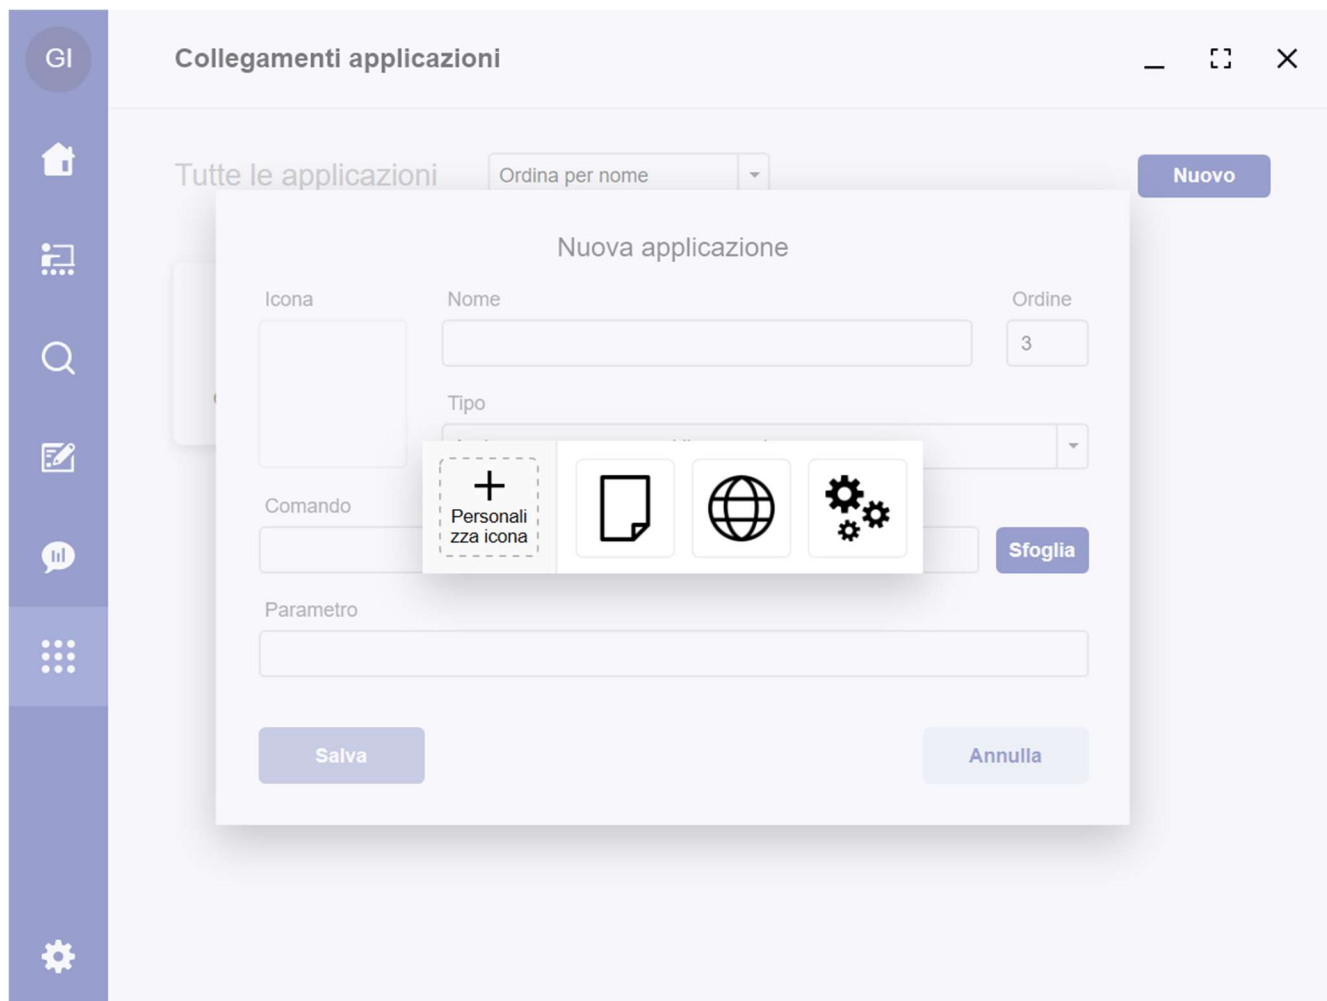 GI
Collegamenti applicazioni
Tutte le applicazioni
Ordina per nome
Nuovo
Nuova applicazione
Icona
Nome
Ordine
3
Tipo
Comando
Personali
zza icona
Sfoglia
Parametro
Salva
Annulla